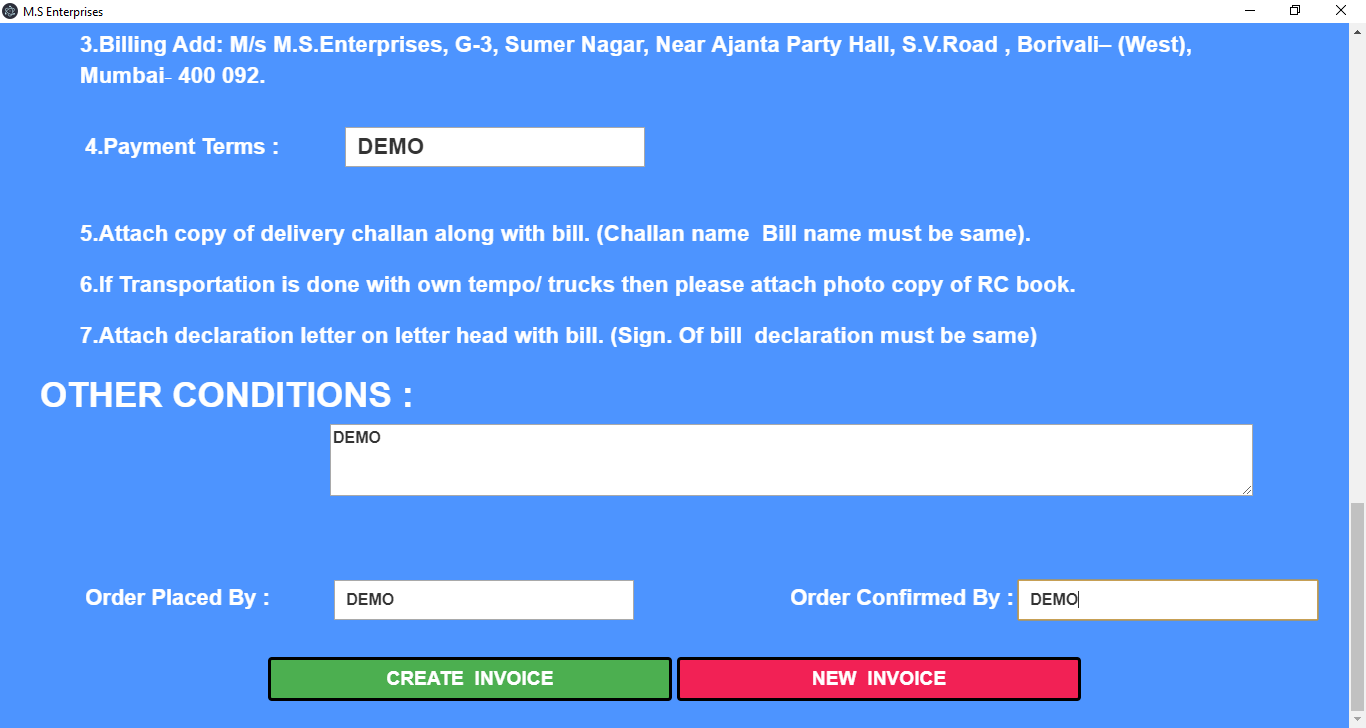 M.S Enterprises
3.Billing Add: M/s M.S.Enterprises, G-3, Sumer Nagar, Near Ajanta Party Hall, S.V.Road , Borivali– (West),
Mumbai- 400 092.
4.Payment Terms : DEMO
5.Attach copy of delivery challan along with bill. (Challan name  Bill name must be same).
6.If Transportation is done with own tempo/ trucks then please attach photo copy of RC book.
7.Attach declaration letter on letter head with bill. (Sign. Of bill  declaration must be same)
OTHER CONDITIONS :
DEMO
Order Placed By : DEMO Order Confirmed By : DEMO
CREATE INVOICE NEW INVOICE